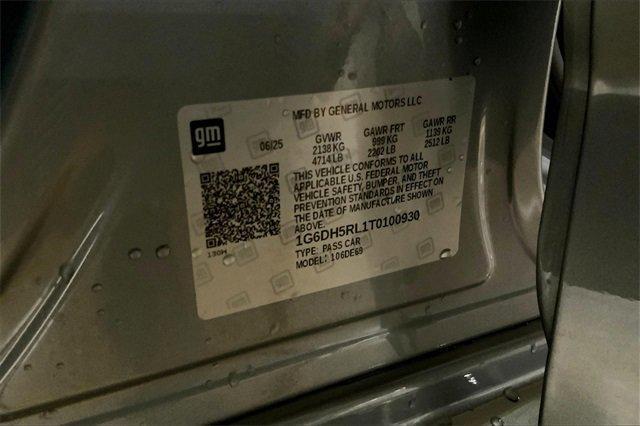 MFD BY GENERAL MOTORS LLC
gm
06/25
GVWR GAWR FRT GAWR RR
2138 KG 999 KG 1139 KG
4714 LB 2202 LB 2512 LB
THIS VEHICLE CONFORMS TO ALL
APPLICABLE U.S. FEDERAL MOTOR
VEHICLE SAFETY, BUMPER, AND THEFT
PREVENTION STANDARDS IN EFFECT ON
THE DATE OF MANUFACTURE SHOWN
ABOVE.
1G6DH5RL1T0100930
TYPE: PASS CAR
MODEL: 106DE69
130H